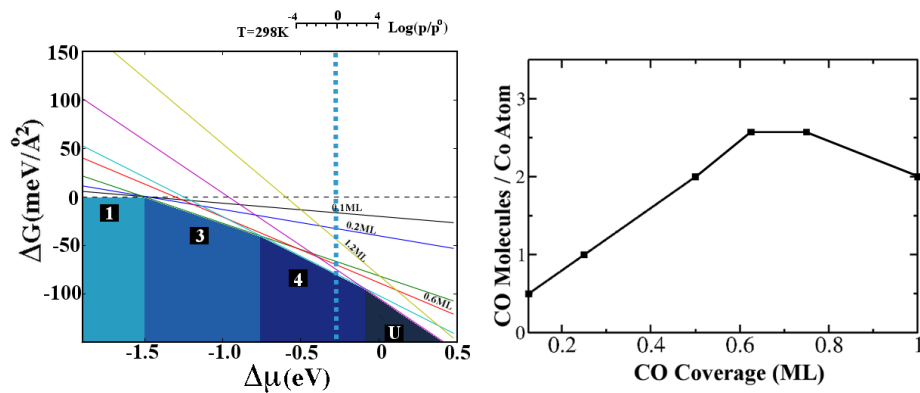 -4 0 4
T=298K Log(p/p°)
150
100
50
0
-50
-100
ΔG(meV/Å²)
0.1ML
0.2ML
1.2ML
0.6ML
1
3
4
U
-1.5 -1.0 -0.5 0 0.5
Δμ(eV)
CO Molecules / Co Atom
3
2
1
0
0.2 0.4 0.6 0.8 1
CO Coverage (ML)